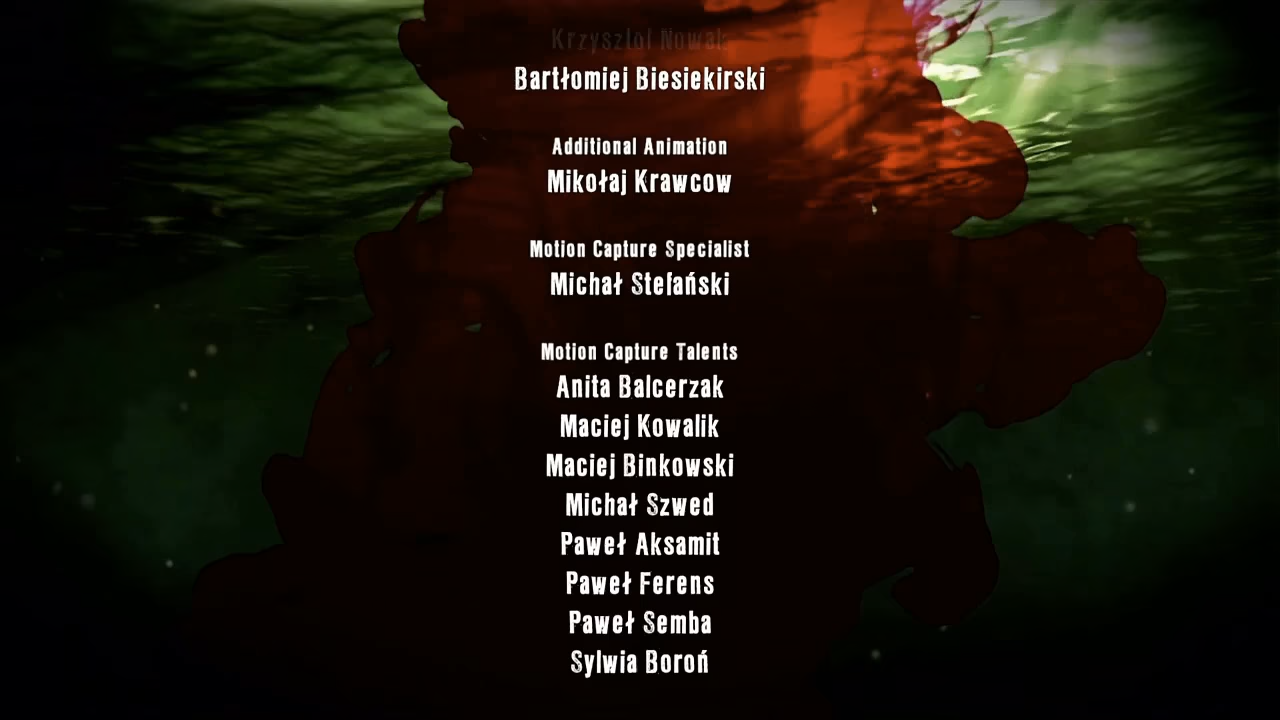 Krzysztof Nowak
Bartłomiej Biesiekirski
Additional Animation
Mikołaj Krawcow
Motion Capture Specialist
Michał Stefański
Motion Capture Talents
Anita Balcerzak
Maciej Kowalik
Maciej Binkowski
Michał Szwed
Paweł Aksamit
Paweł Ferens
Paweł Semba
Sylwia Boroń